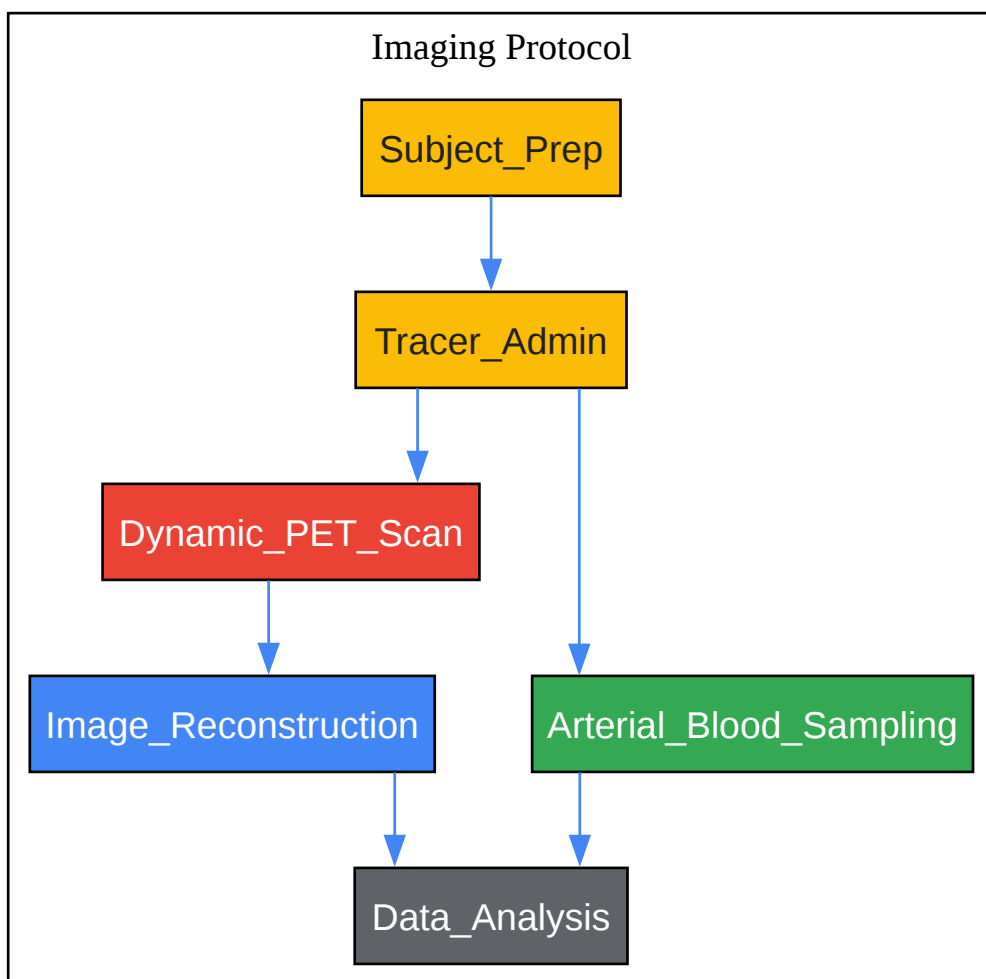 Imaging Protocol
Subject_Prep
Tracer_Admin
Dynamic_PET_Scan
Image_Reconstruction
Arterial_Blood_Sampling
Data_Analysis